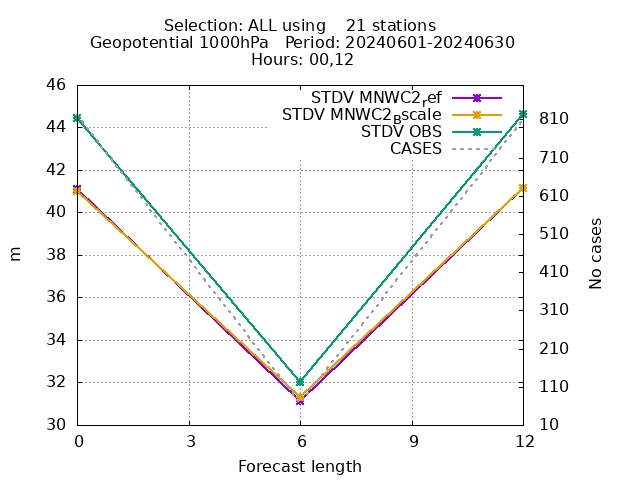 Selection: ALL using    21 stations
Geopotential 1000hPa   Period: 20240601-20240630
Hours: 00,12
STDV MNWC2ref
STDV MNWC2Bscale
STDV OBS
CASES
46
44
42
40
38
36
34
32
30
810
710
610
510
410
310
210
110
10
m
No cases
0 3 6 9 12
Forecast length